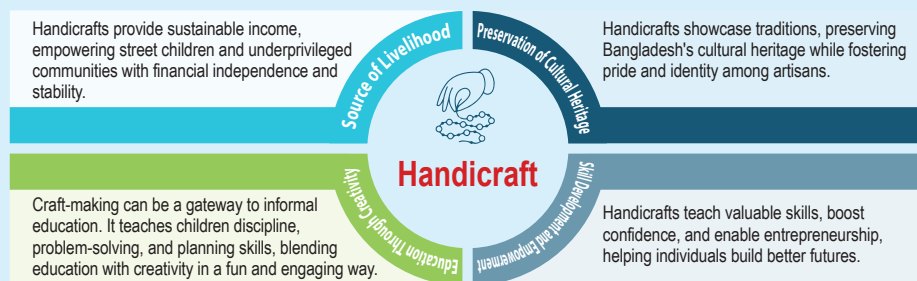 Handicrafts provide sustainable income,
empowering street children and underprivileged
communities with financial independence and
stability.
Source of Livelihood
Preservation of Cultural Heritage
Handicrafts showcase traditions, preserving
Bangladesh's cultural heritage while fostering
pride and identity among artisans.
Handicraft
Craft-making can be a gateway to informal
education. It teaches children discipline,
problem-solving, and planning skills, blending
education with creativity in a fun and engaging way.
Education Through Creativity
Skill Development and Empowerment
Handicrafts teach valuable skills, boost
confidence, and enable entrepreneurship,
helping individuals build better futures.